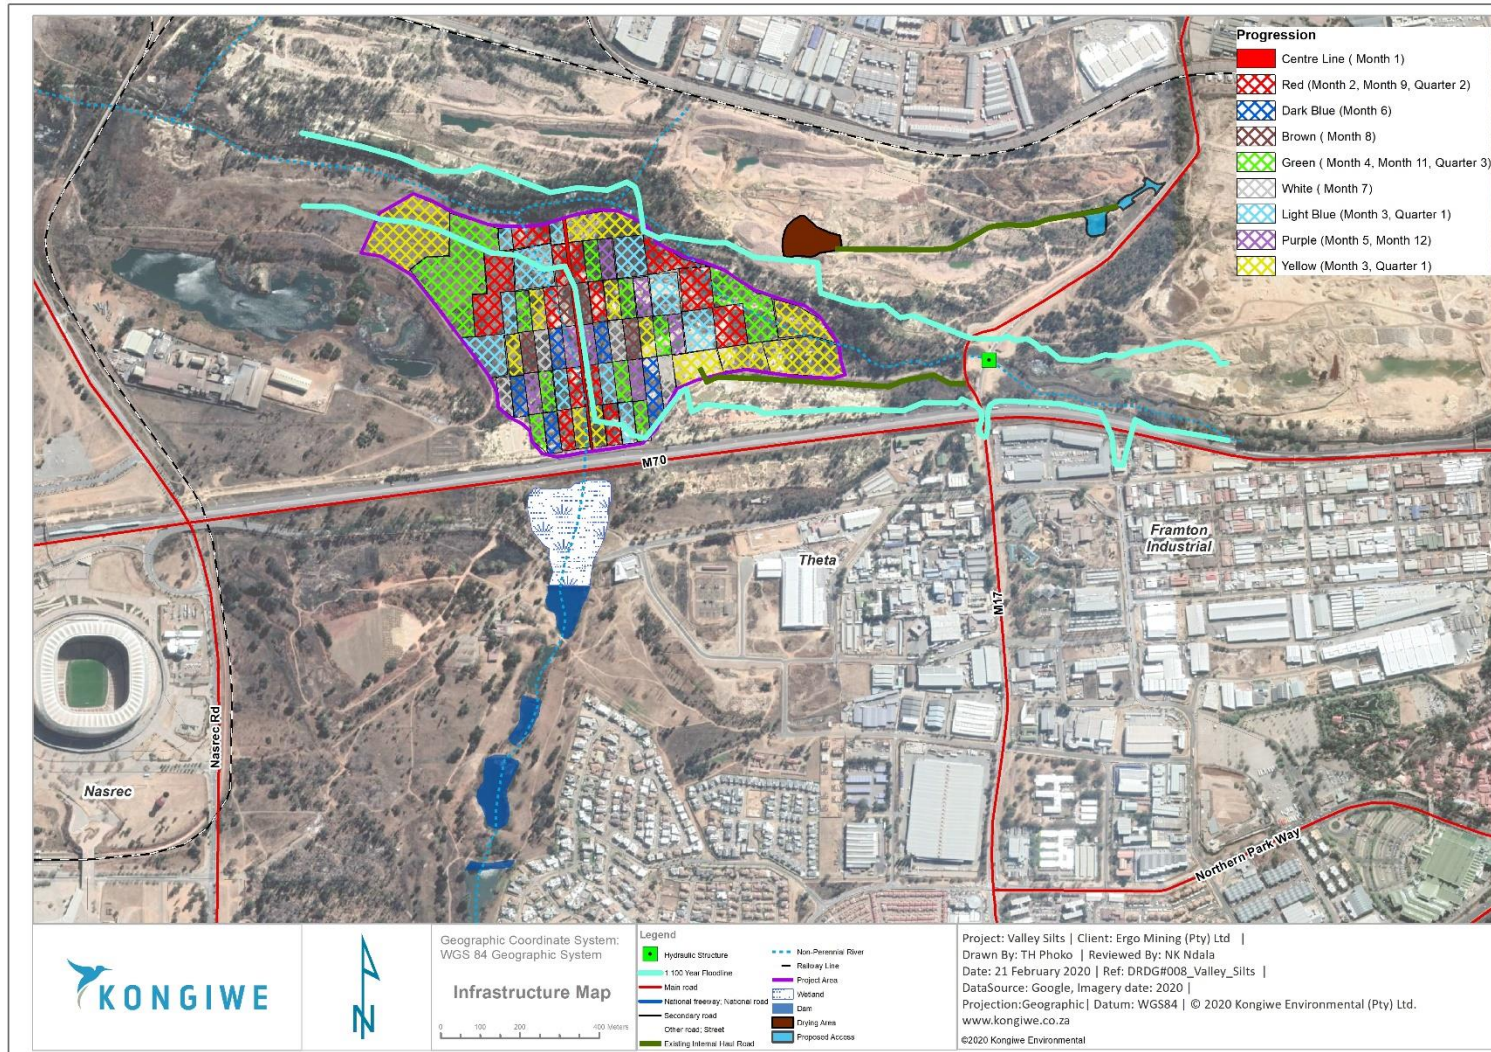 Progression
Centre Line ( Month 1)
Red (Month 2, Month 9, Quarter 2)
Dark Blue (Month 6)
Brown ( Month 8)
Green ( Month 4, Month 11, Quarter 3)
White ( Month 7)
Light Blue (Month 3, Quarter 1)
Purple (Month 5, Month 12)
Yellow (Month 3, Quarter 1)
M70
Theta
Framton
Industrial
M17
Nasrec Rd
Nasrec
Northern Park Way
KONGIWE
N
Geographic Coordinate System:
WGS 84 Geographic System
Infrastructure Map
0 100 200 400 Meters
Legend
Hydraulic Structure
1:100 Year Floodline
Main road
National freeway; National road
Secondary road
Other road; Street
Existing Internal Haul Road
Non-Perennial River
Railway Line
Project Area
Wetland
Dam
Drying Area
Proposed Access
Project: Valley Silts | Client: Ergo Mining (Pty) Ltd |
Drawn By: TH Phoko | Reviewed By: NK Ndala
Date: 21 February 2020 | Ref: DRDG#008_Valley_Silts |
DataSource: Google, Imagery date: 2020 |
Projection:Geographic| Datum: WGS84 | © 2020 Kongiwe Environmental (Pty) Ltd.
www.kongiwe.co.za
©2020 Kongiwe Environmental